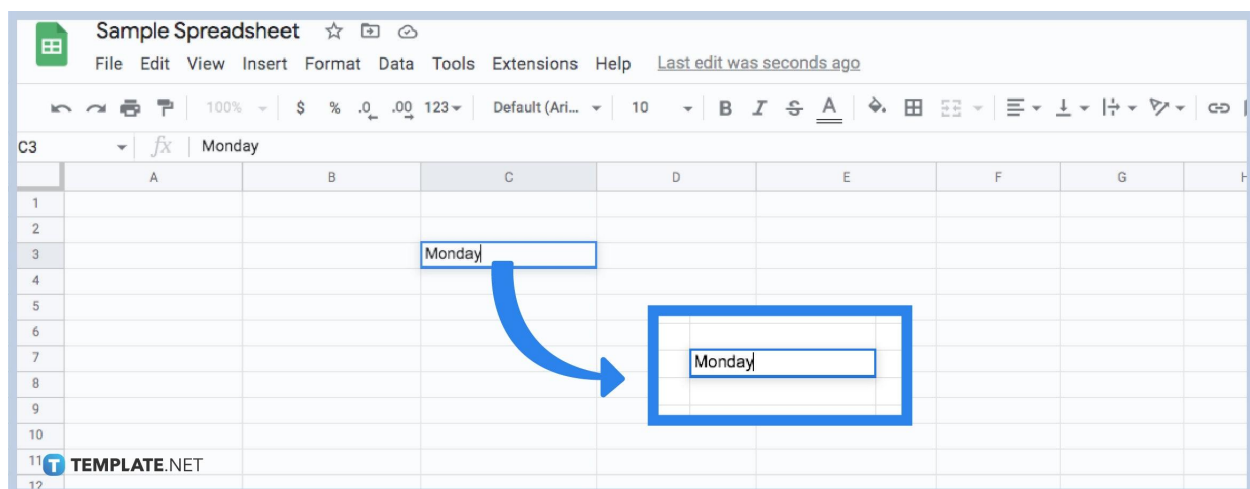 Sample Spreadsheet
File Edit View Insert Format Data Tools Extensions Help Last edit was seconds ago
100% $ % .0 .00 123 Default (Ari... 10 B I S A
C3 fx Monday
A B C D E F G H
1
2
3 Monday
4
5
6
7 Monday
8
9
10
11 T TEMPLATE.NET
12